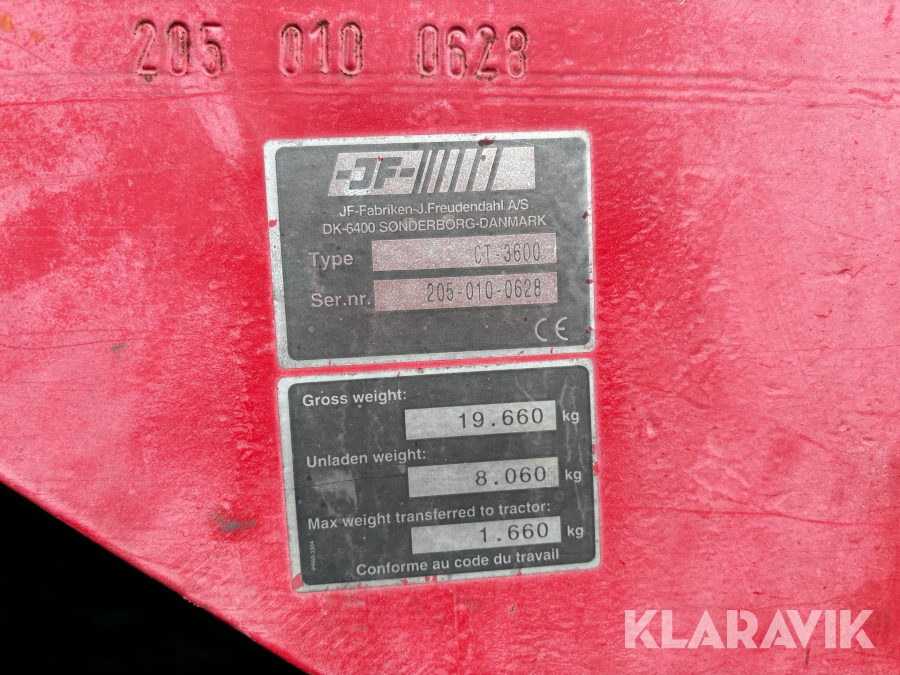 205 010 0628
-JF-
JF-Fabriken-J.Freudendahl A/S
DK-6400 SØNDERBORG-DANMARK
Type CT-3600
Ser.nr. 205-010-0628
CE
Gross weight:
19.660 kg
Unladen weight:
8.060 kg
Max weight transferred to tractor:
1.660 kg
Conforme au code du travail
KLARAVIK